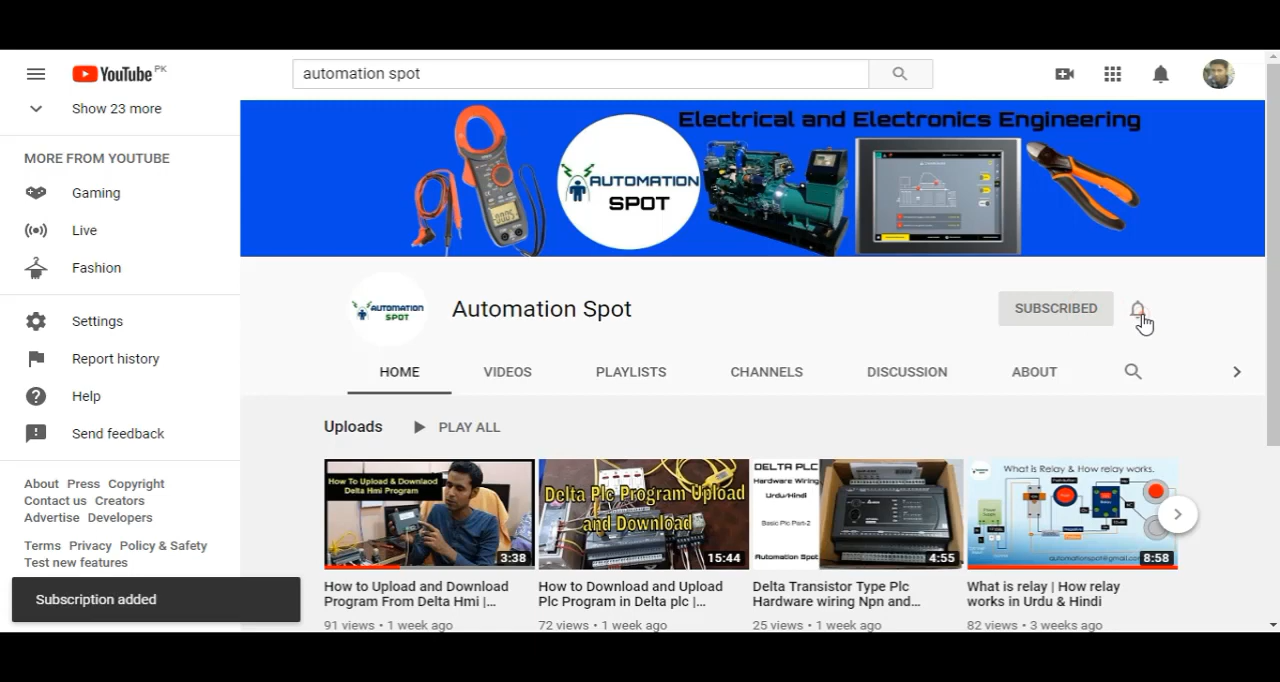 YouTube PK
automation spot
Show 23 more
MORE FROM YOUTUBE
Gaming
Live
Fashion
Settings
Report history
Help
Send feedback
About Press Copyright
Contact us Creators
Advertise Developers
Terms Privacy Policy & Safety
Test new features
Subscription added
Electrical and Electronics Engineering
AUTOMATION
SPOT
AUTOMATION
SPOT
Automation Spot
SUBSCRIBED
HOME VIDEOS PLAYLISTS CHANNELS DISCUSSION ABOUT
Uploads PLAY ALL
How To Upload & Downlaod
Delta Hmi Program
3:38
How to Upload and Download
Program From Delta Hmi |...
91 views • 1 week ago
Delta Plc Program Upload
and Download
15:44
How to Download and Upload
Plc Program in Delta plc |...
72 views • 1 week ago
DELTA PLC
Hardware Wiring
Urdu/Hindi
Basic Plc Part-2
Automation Spot
4:55
Delta Transistor Type Plc
Hardware wiring Npn and...
25 views • 1 week ago
What is Relay & How relay works.
automationspot@gmail.com
8:58
What is relay | How relay
works in Urdu & Hindi
82 views • 3 weeks ago